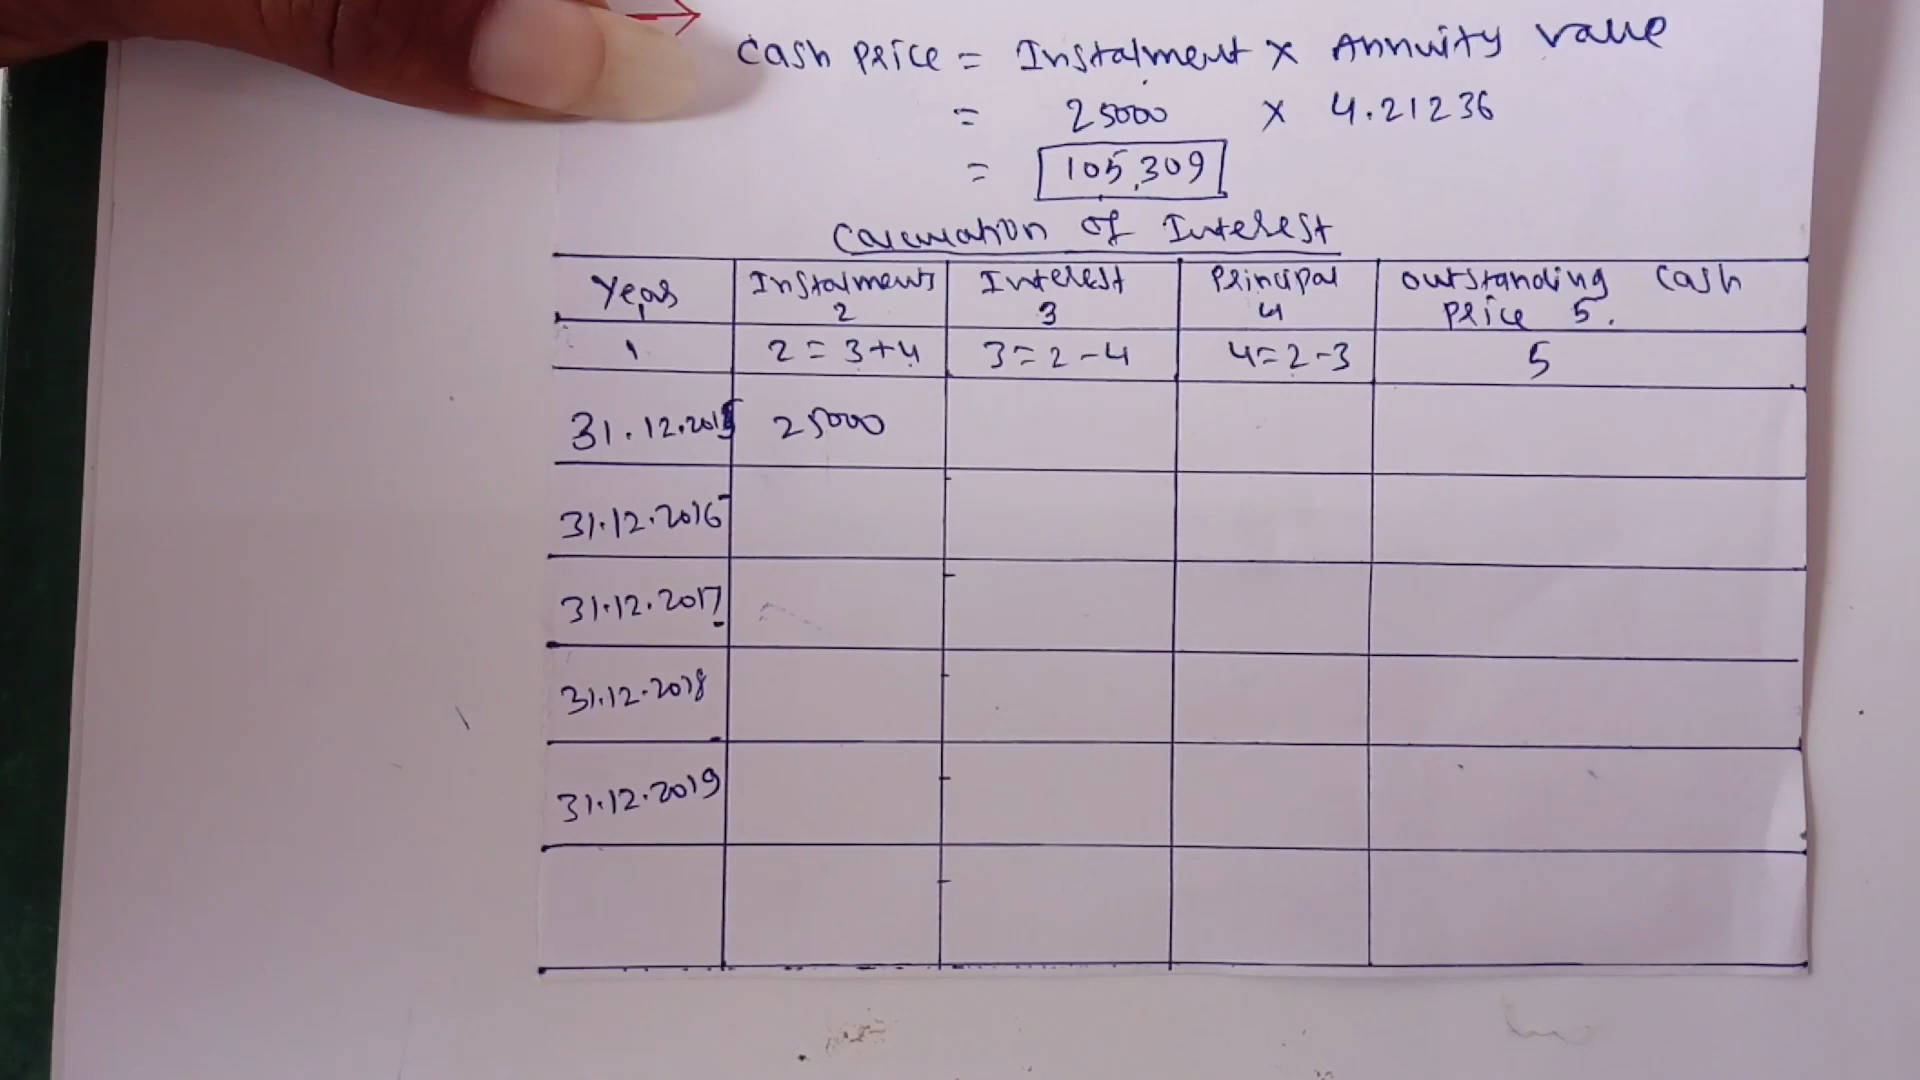 Cash Price = Instalment x Annuity value
= 25000 x 4.21236
= 105,309
Calculation of Interest
Years Instalments Interest Principal Outstanding Cash
2 3 4 Price 5.
1 2=3+4 3=2-4 4=2-3 5
31.12.2015 25000
31.12.2016
31.12.2017
31.12.2018
31.12.2019